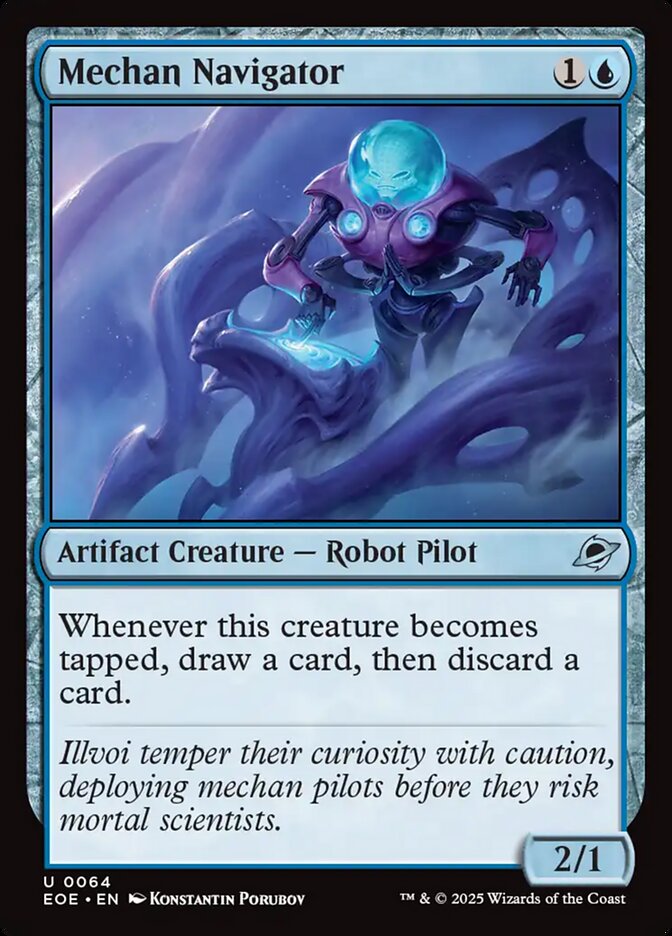 Mechan Navigator 1
Artifact Creature — Robot Pilot
Whenever this creature becomes
tapped, draw a card, then discard a
card.
Illvoi temper their curiosity with caution,
deploying mechan pilots before they risk
mortal scientists.
2/1
U 0064
EOE • EN Konstantin Porubov
™ & © 2025 Wizards of the Coast